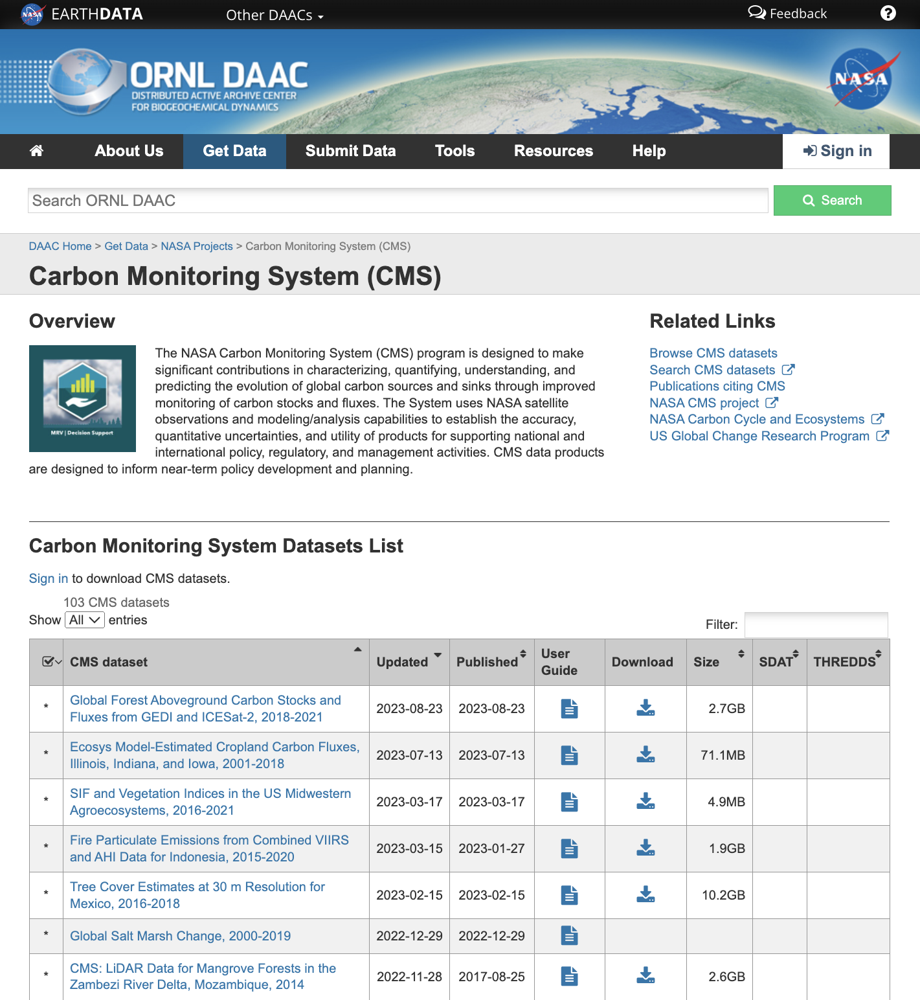 NASA EARTHDATA Other DAACs Feedback
ORNL DAAC
DISTRIBUTED ACTIVE ARCHIVE CENTER
FOR BIOGEOCHEMICAL DYNAMICS
NASA
About Us Get Data Submit Data Tools Resources Help Sign in
Search ORNL DAAC Search
DAAC Home > Get Data > NASA Projects > Carbon Monitoring System (CMS)
Carbon Monitoring System (CMS)
Overview
MRV | Decision Support
The NASA Carbon Monitoring System (CMS) program is designed to make
significant contributions in characterizing, quantifying, understanding, and
predicting the evolution of global carbon sources and sinks through improved
monitoring of carbon stocks and fluxes. The System uses NASA satellite
observations and modeling/analysis capabilities to establish the accuracy,
quantitative uncertainties, and utility of products for supporting national and
international policy, regulatory, and management activities. CMS data products
are designed to inform near-term policy development and planning.
Related Links
Browse CMS datasets
Search CMS datasets
Publications citing CMS
NASA CMS project
NASA Carbon Cycle and Ecosystems
US Global Change Research Program
Carbon Monitoring System Datasets List
Sign in to download CMS datasets.
103 CMS datasets
Show All entries
Filter:
CMS dataset Updated Published User Guide Download Size SDAT THREDDS
* Global Forest Aboveground Carbon Stocks and
Fluxes from GEDI and ICESat-2, 2018-2021 2023-08-23 2023-08-23 2.7GB
* Ecosys Model-Estimated Cropland Carbon Fluxes,
Illinois, Indiana, and Iowa, 2001-2018 2023-07-13 2023-07-13 71.1MB
* SIF and Vegetation Indices in the US Midwestern
Agroecosystems, 2016-2021 2023-03-17 2023-03-17 4.9MB
* Fire Particulate Emissions from Combined VIIRS
and AHI Data for Indonesia, 2015-2020 2023-03-15 2023-01-27 1.9GB
* Tree Cover Estimates at 30 m Resolution for
Mexico, 2016-2018 2023-02-15 2023-02-15 10.2GB
* Global Salt Marsh Change, 2000-2019 2022-12-29 2022-12-29
* CMS: LiDAR Data for Mangrove Forests in the
Zambezi River Delta, Mozambique, 2014 2022-11-28 2017-08-25 2.6GB